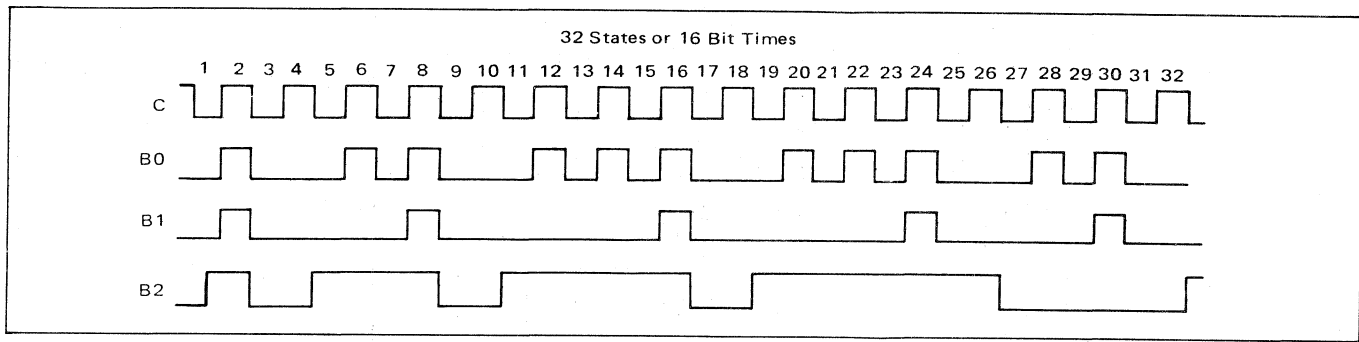 32 States or 16 Bit Times
1 2 3 4 5 6 7 8 9 10 11 12 13 14 15 16 17 18 19 20 21 22 23 24 25 26 27 28 29 30 31 32
C
B0
B1
B2